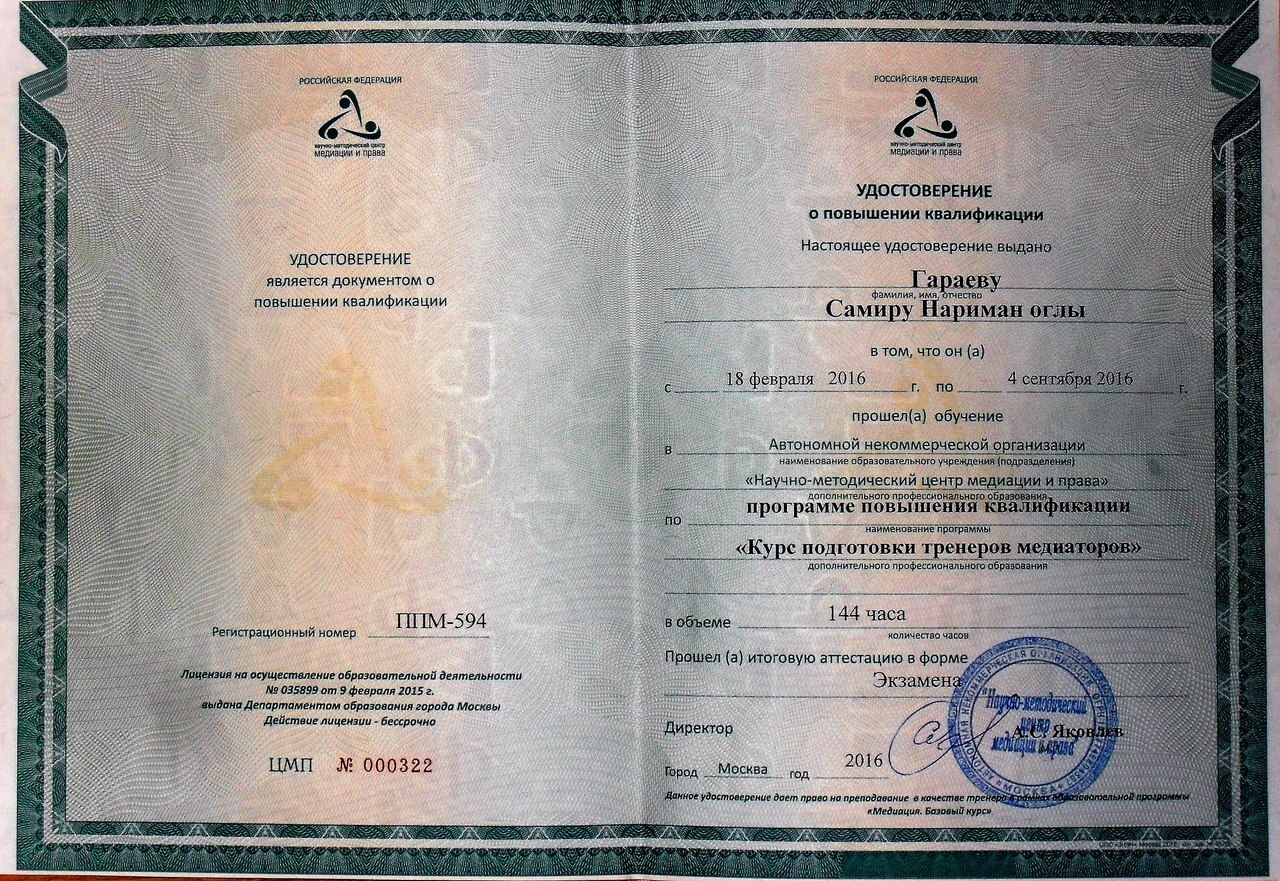 РОССИЙСКАЯ ФЕДЕРАЦИЯ
научно-методический центр
медиации и права
УДОСТОВЕРЕНИЕ
является документом о
повышении квалификации
Регистрационный номер ППМ-594
Лицензия на осуществление образовательной деятельности
№ 035899 от 9 февраля 2015 г.
выдана Департаментом образования города Москвы
Действие лицензии - бессрочно
ЦМП № 000322
РОССИЙСКАЯ ФЕДЕРАЦИЯ
научно-методический центр
медиации и права
УДОСТОВЕРЕНИЕ
о повышении квалификации
Настоящее удостоверение выдано
Гараеву
фамилия, имя, отчество
Самиру Нариман оглы
в том, что он (а)
с 18 февраля 2016 г. по 4 сентября 2016 г.
прошел(а) обучение
в Автономной некоммерческой организации
наименование образовательного учреждения (подразделения)
«Научно-методический центр медиации и права»
дополнительного профессионального образования
по программе повышения квалификации
наименование программы
«Курс подготовки тренеров медиаторов»
дополнительного профессионального образования
в объеме 144 часа
количество часов
Прошел (а) итоговую аттестацию в форме
Экзамена
Директор А.С. Яковлев
Город Москва год 2016
Данное удостоверение дает право на преподавание в качестве тренера в рамках образовательной программы
«Медиация. Базовый курс»
"Научно-методический
центр
медиации и права"
МОСКВА